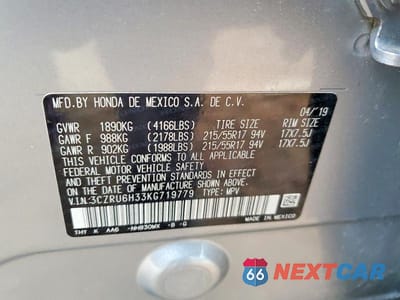 MFD.BY HONDA DE MEXICO S.A. DE C.V. 04/'19
GVWR 1890KG (4166LBS) TIRE SIZE RIM SIZE
GAWR F 988KG (2178LBS) 215/55R17 94V 17X7.5J
GAWR R 902KG (1988LBS) 215/55R17 94V 17X7.5J
THIS VEHICLE CONFORMS TO ALL APPLICABLE
FEDERAL MOTOR VEHICLE SAFETY AND
THEFT PREVENTION STANDARDS IN EFFECT ON
THE DATE OF MANUFACTURE SHOWN ABOVE.
V.I.N.:3CZRU6H33KG719779 TYPE: MPV
THY K AAG -NH830MX -B -G MADE IN MEXICO
66 NEXTCAR